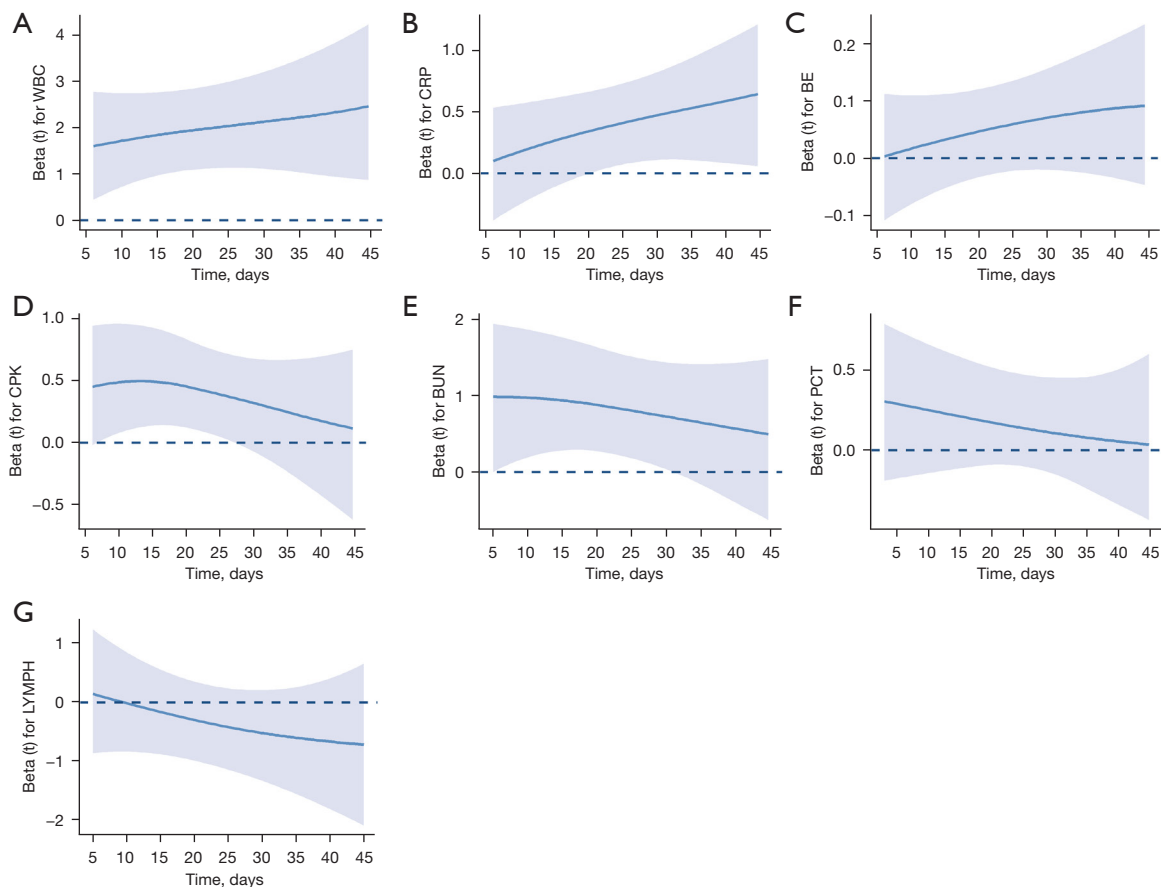 A
Beta (t) for WBC
4
3
2
1
0
5 10 15 20 25 30 35 40 45
Time, days
B
Beta (t) for CRP
1.0
0.5
0.0
5 10 15 20 25 30 35 40 45
Time, days
C
Beta (t) for BE
0.2
0.1
0.0
−0.1
5 10 15 20 25 30 35 40 45
Time, days
D
Beta (t) for CPK
1.0
0.5
0.0
−0.5
5 10 15 20 25 30 35 40 45
Time, days
E
Beta (t) for BUN
2
1
0
5 10 15 20 25 30 35 40 45
Time, days
F
Beta (t) for PCT
0.5
0.0
5 10 15 20 25 30 35 40 45
Time, days
G
Beta (t) for LYMPH
1
0
−1
−2
5 10 15 20 25 30 35 40 45
Time, days